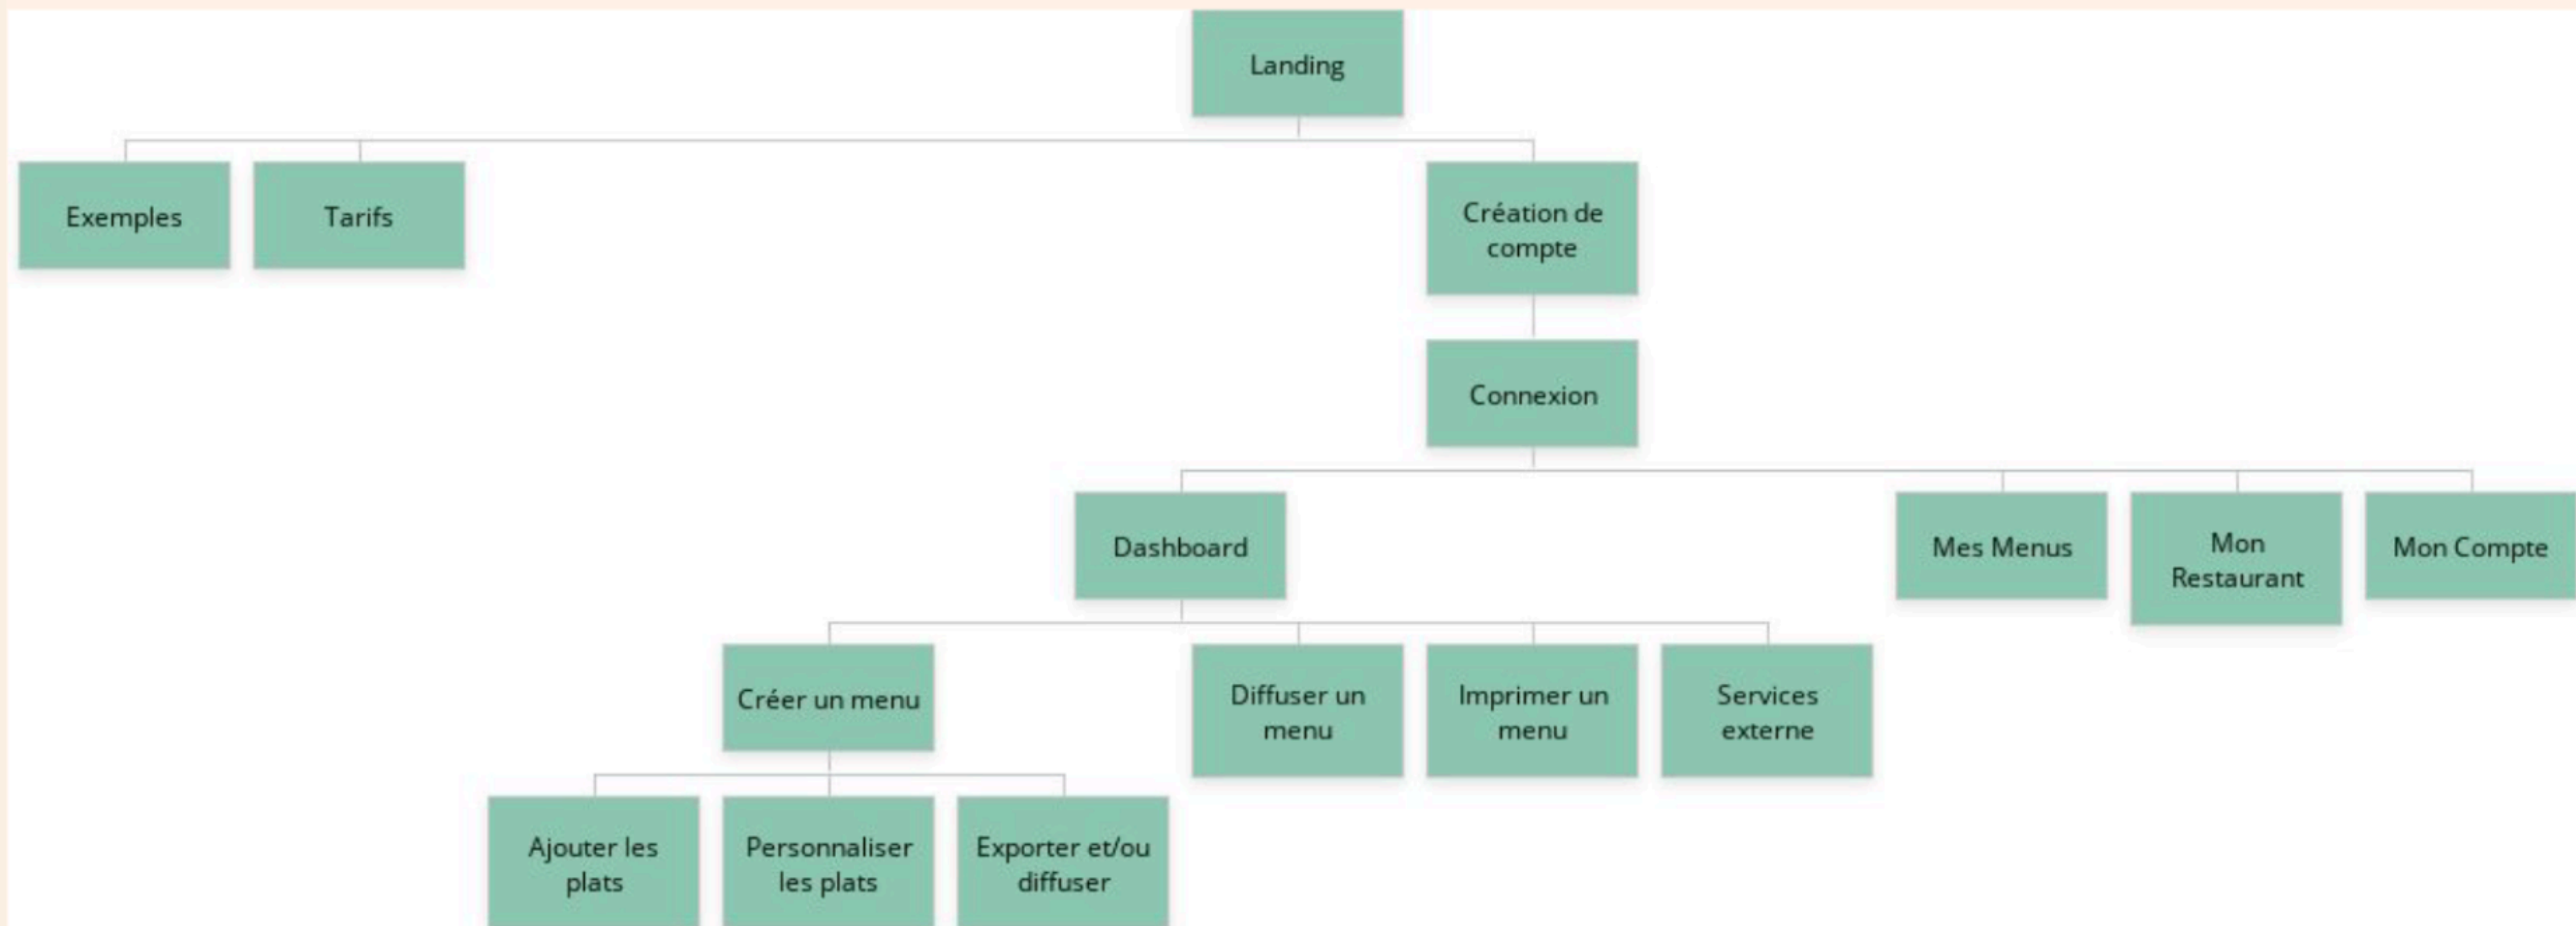 Landing
Exemples
Tarifs
Création de
compte
Connexion
Dashboard
Mes Menus
Mon
Restaurant
Mon Compte
Créer un menu
Diffuser un
menu
Imprimer un
menu
Services
externe
Ajouter les
plats
Personnaliser
les plats
Exporter et/ou
diffuser